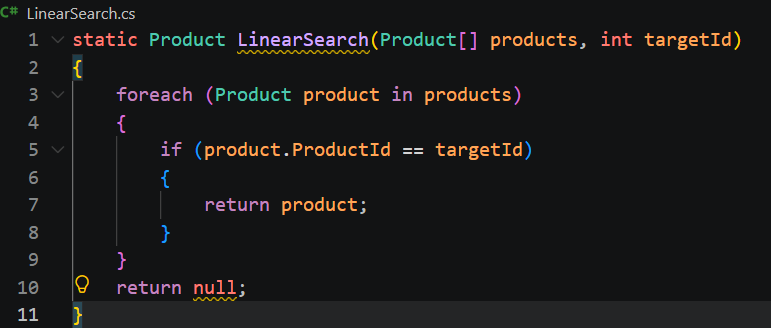 C# LinearSearch.cs
1 static Product LinearSearch(Product[] products, int targetId)
2 {
3     foreach (Product product in products)
4     {
5         if (product.ProductId == targetId)
6         {
7             return product;
8         }
9     }
10     return null;
11 }